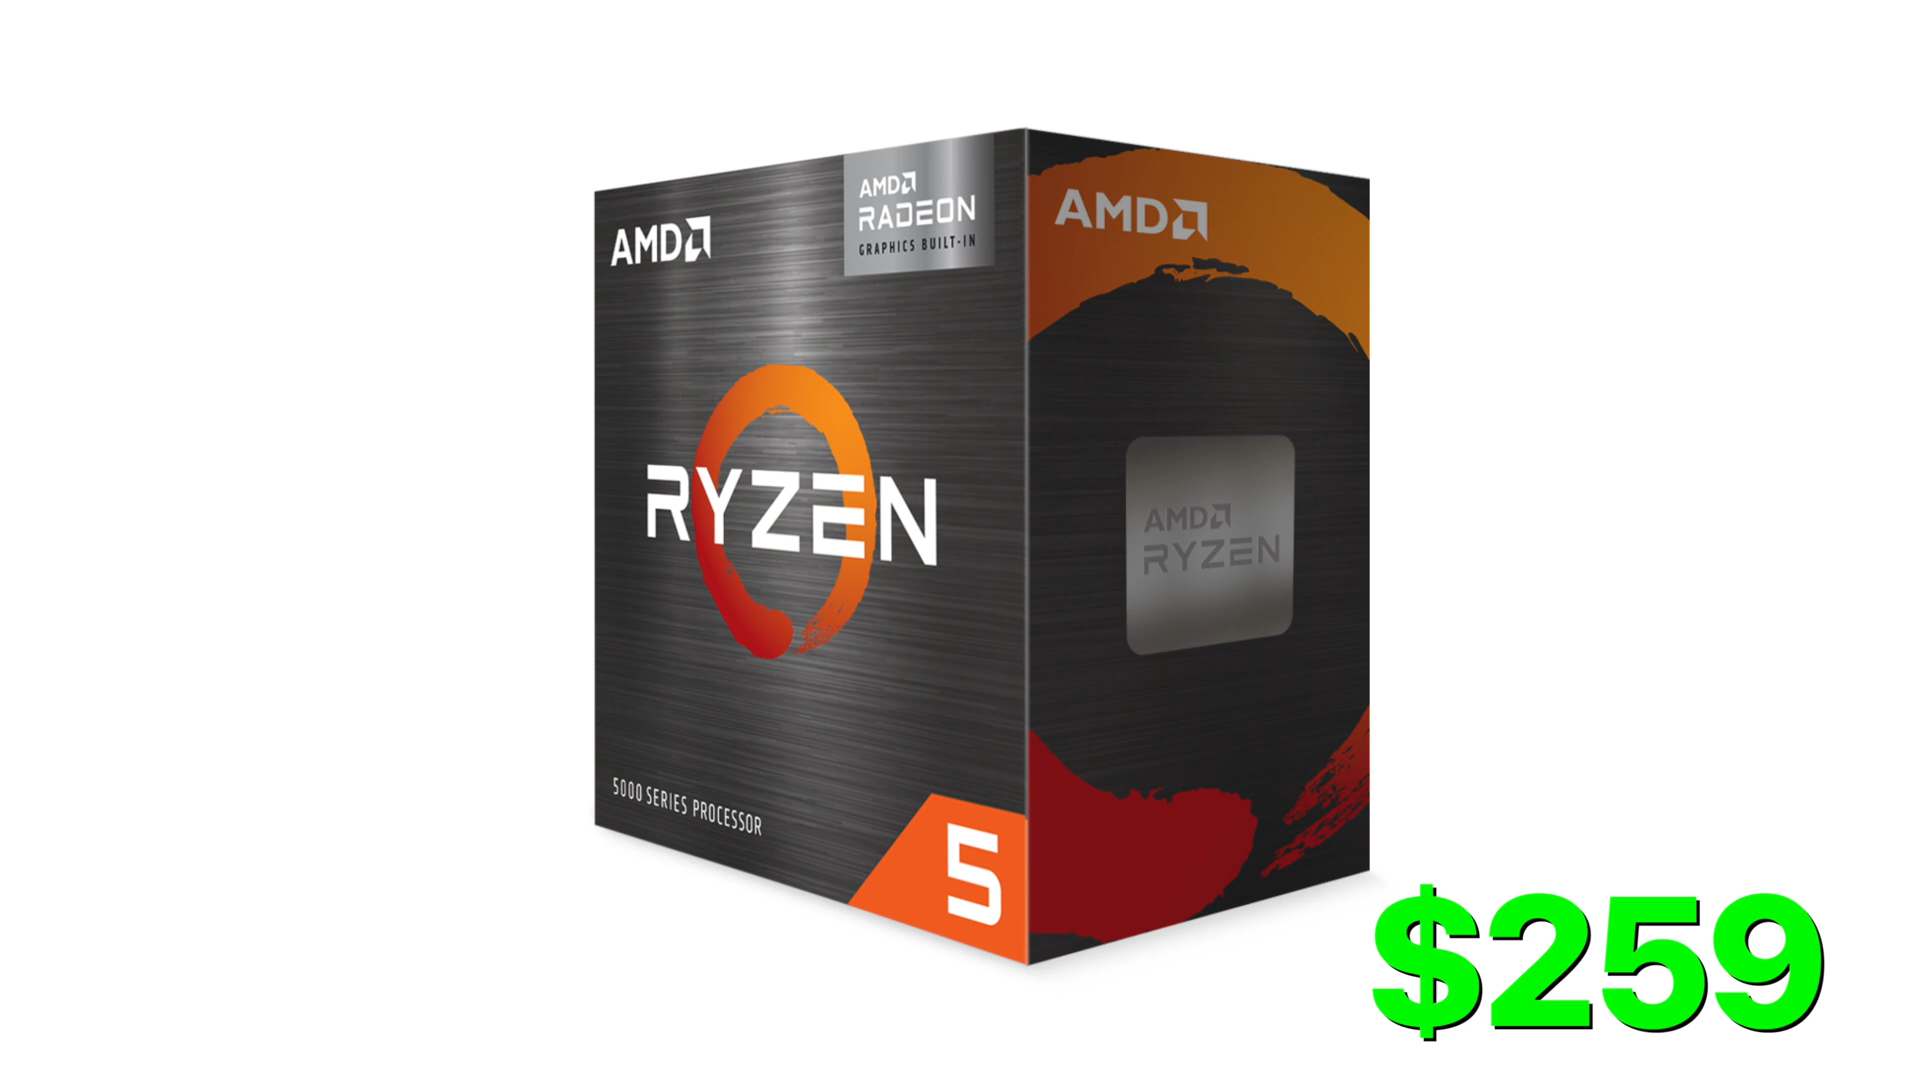 AMD
AMD
RADEON
GRAPHICS BUILT-IN
RYZEN
5000 SERIES PROCESSOR
5
AMD
AMD
RYZEN
$259